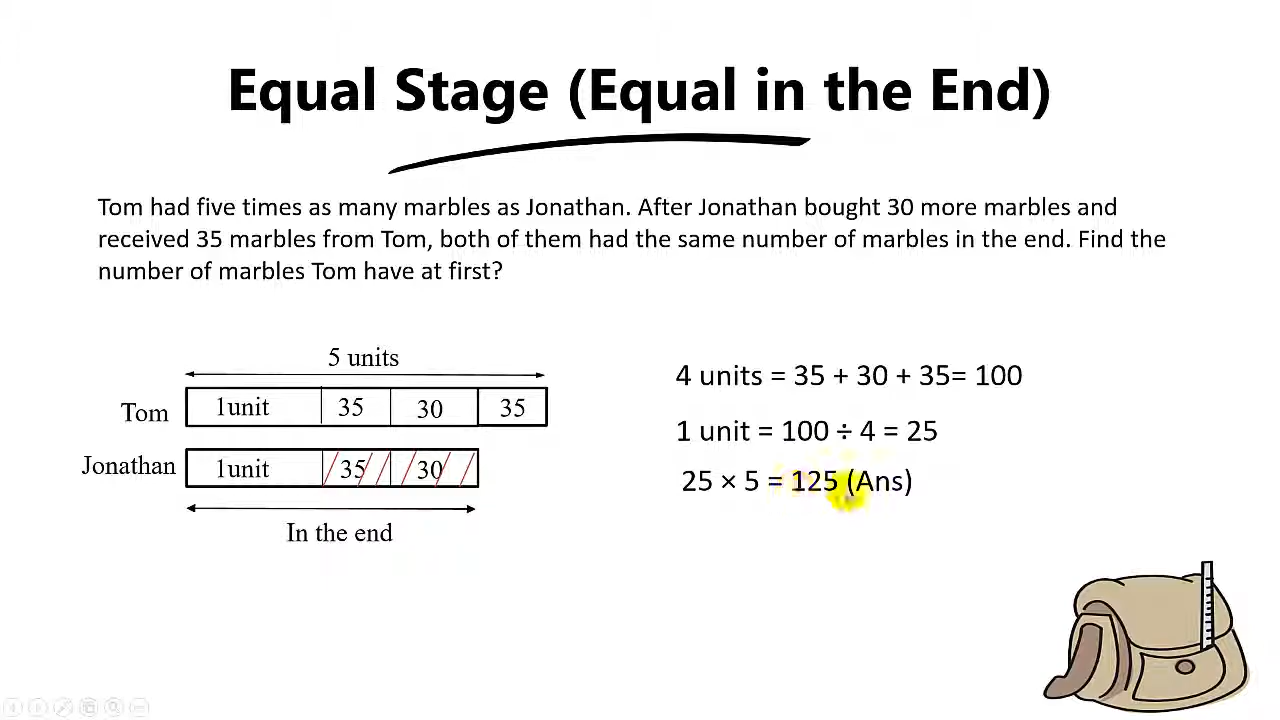 Equal Stage (Equal in the End)
Tom had five times as many marbles as Jonathan. After Jonathan bought 30 more marbles and
received 35 marbles from Tom, both of them had the same number of marbles in the end. Find the
number of marbles Tom have at first?
5 units
Tom 1unit 35 30 35
Jonathan 1unit 35 30
In the end
4 units = 35 + 30 + 35= 100
1 unit = 100 ÷ 4 = 25
25 × 5 = 125 (Ans)